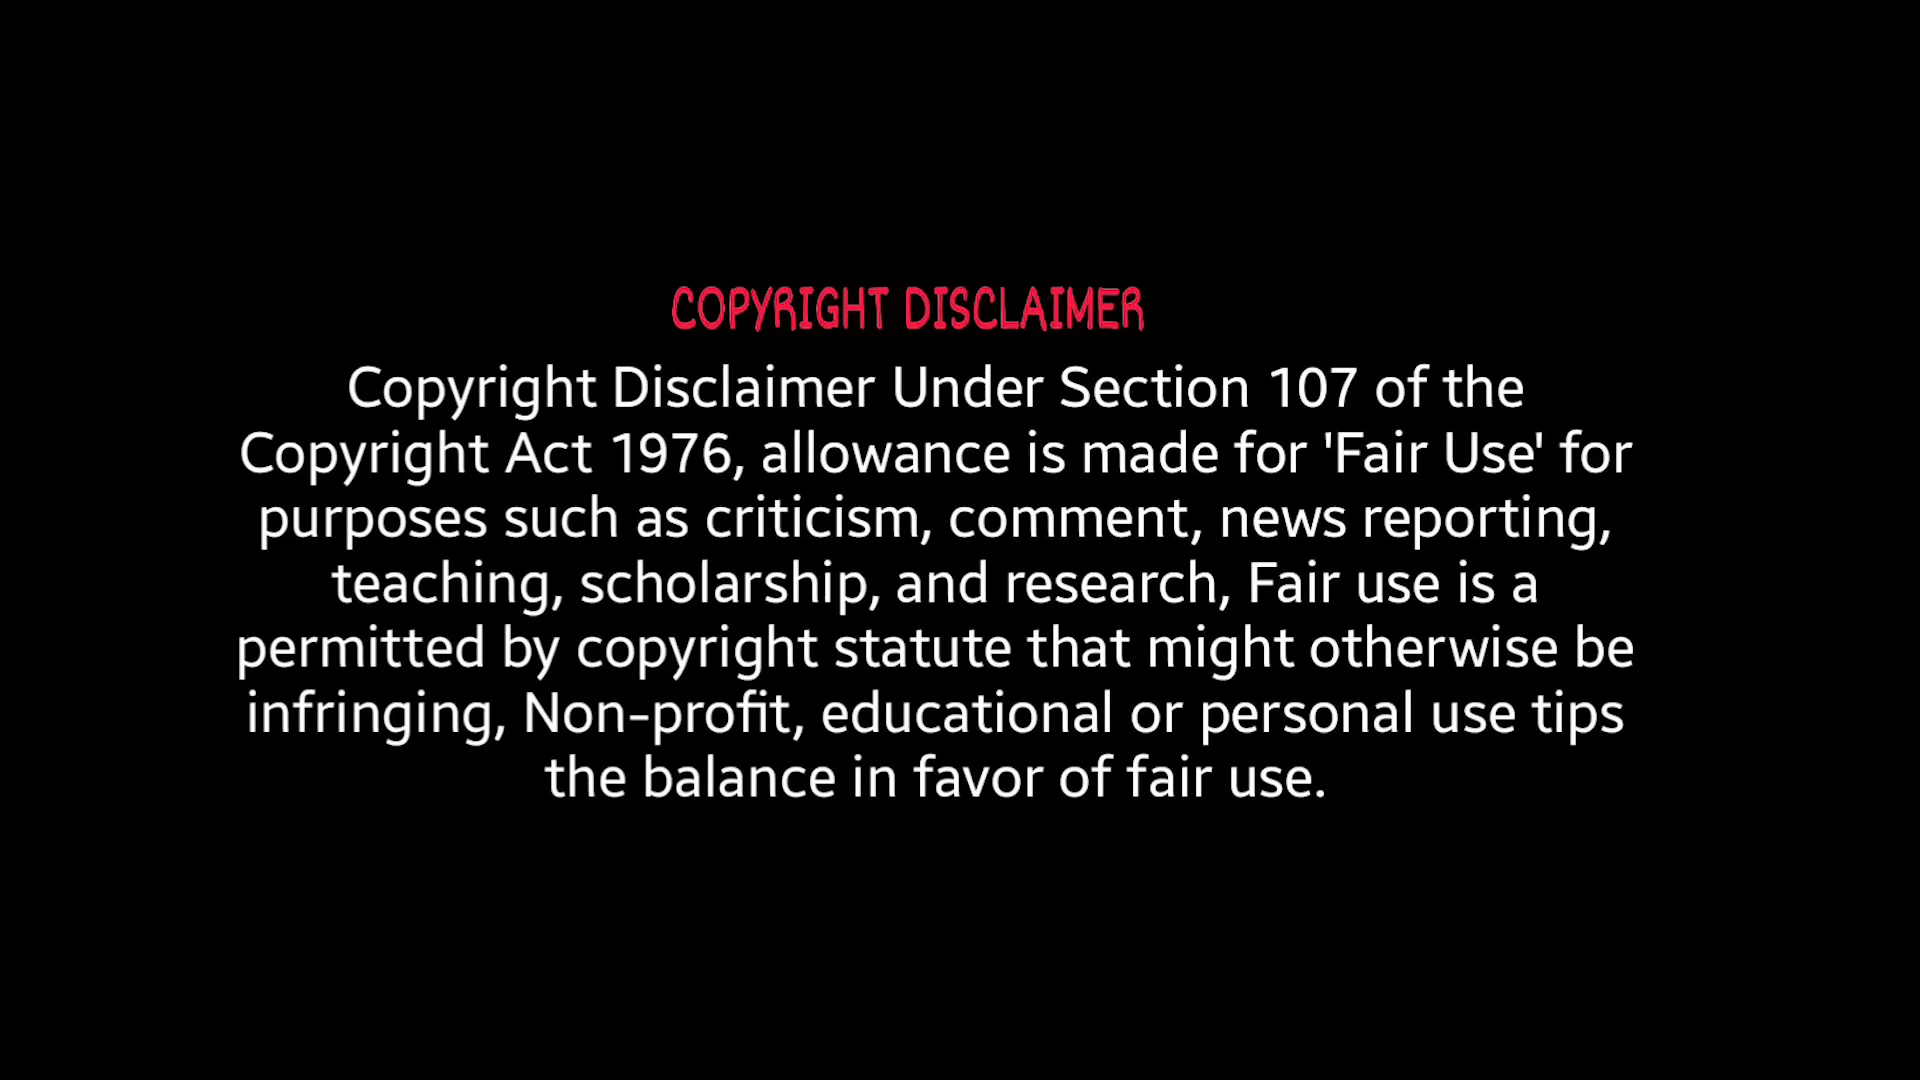 COPYRIGHT DISCLAIMER
Copyright Disclaimer Under Section 107 of the
Copyright Act 1976, allowance is made for 'Fair Use' for
purposes such as criticism, comment, news reporting,
teaching, scholarship, and research, Fair use is a
permitted by copyright statute that might otherwise be
infringing, Non-profit, educational or personal use tips
the balance in favor of fair use.